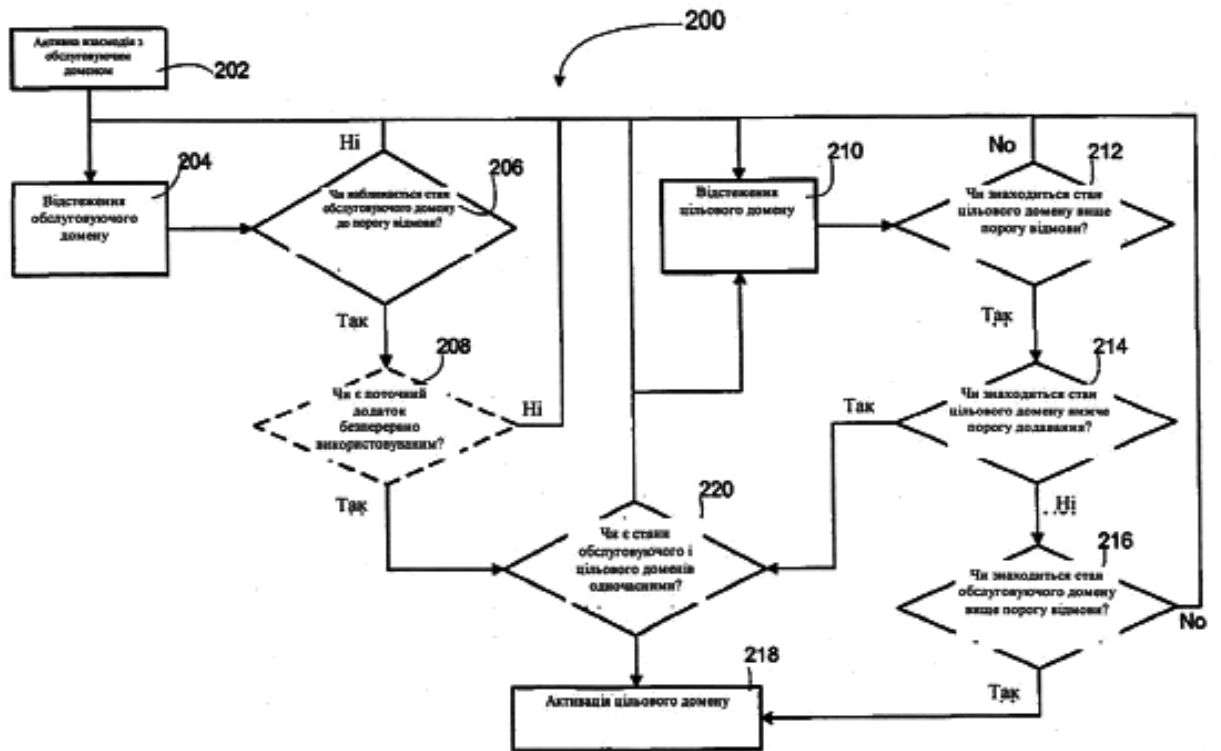 200
Активна взаємодія з
обслуговуючим
доменом
202
Ні
204
Відстеження
обслуговуючого
домену
206
Чи наближається стан
обслуговуючого домену
до порогу відмови?
210
Відстеження
цільового домену
No
212
Чи знаходиться стан
цільового домену вище
порогу відмови?
Так
Так
208
Чи є поточний
додаток
безперервно
використовуваним?
Ні
214
Чи знаходиться стан
цільового домену нижче
порогу додавання?
Так
Так
220
Чи є стани
обслуговуючого і
цільового доменів
одночасними?
Ні
216
Чи знаходиться стан
обслуговуючого домену
вище порогу відмови?
No
218
Активація цільового домену
Так